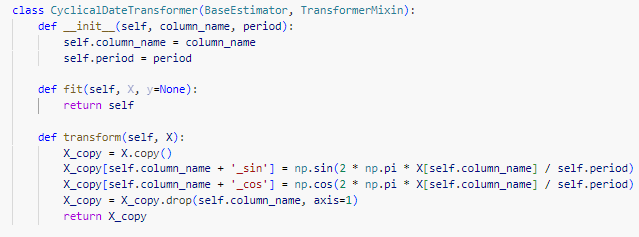 class CyclicalDateTransformer(BaseEstimator, TransformerMixin):
    def __init__(self, column_name, period):
        self.column_name = column_name
        self.period = period

    def fit(self, X, y=None):
        return self

    def transform(self, X):
        X_copy = X.copy()
        X_copy[self.column_name + '_sin'] = np.sin(2 * np.pi * X[self.column_name] / self.period)
        X_copy[self.column_name + '_cos'] = np.cos(2 * np.pi * X[self.column_name] / self.period)
        X_copy = X_copy.drop(self.column_name, axis=1)
        return X_copy